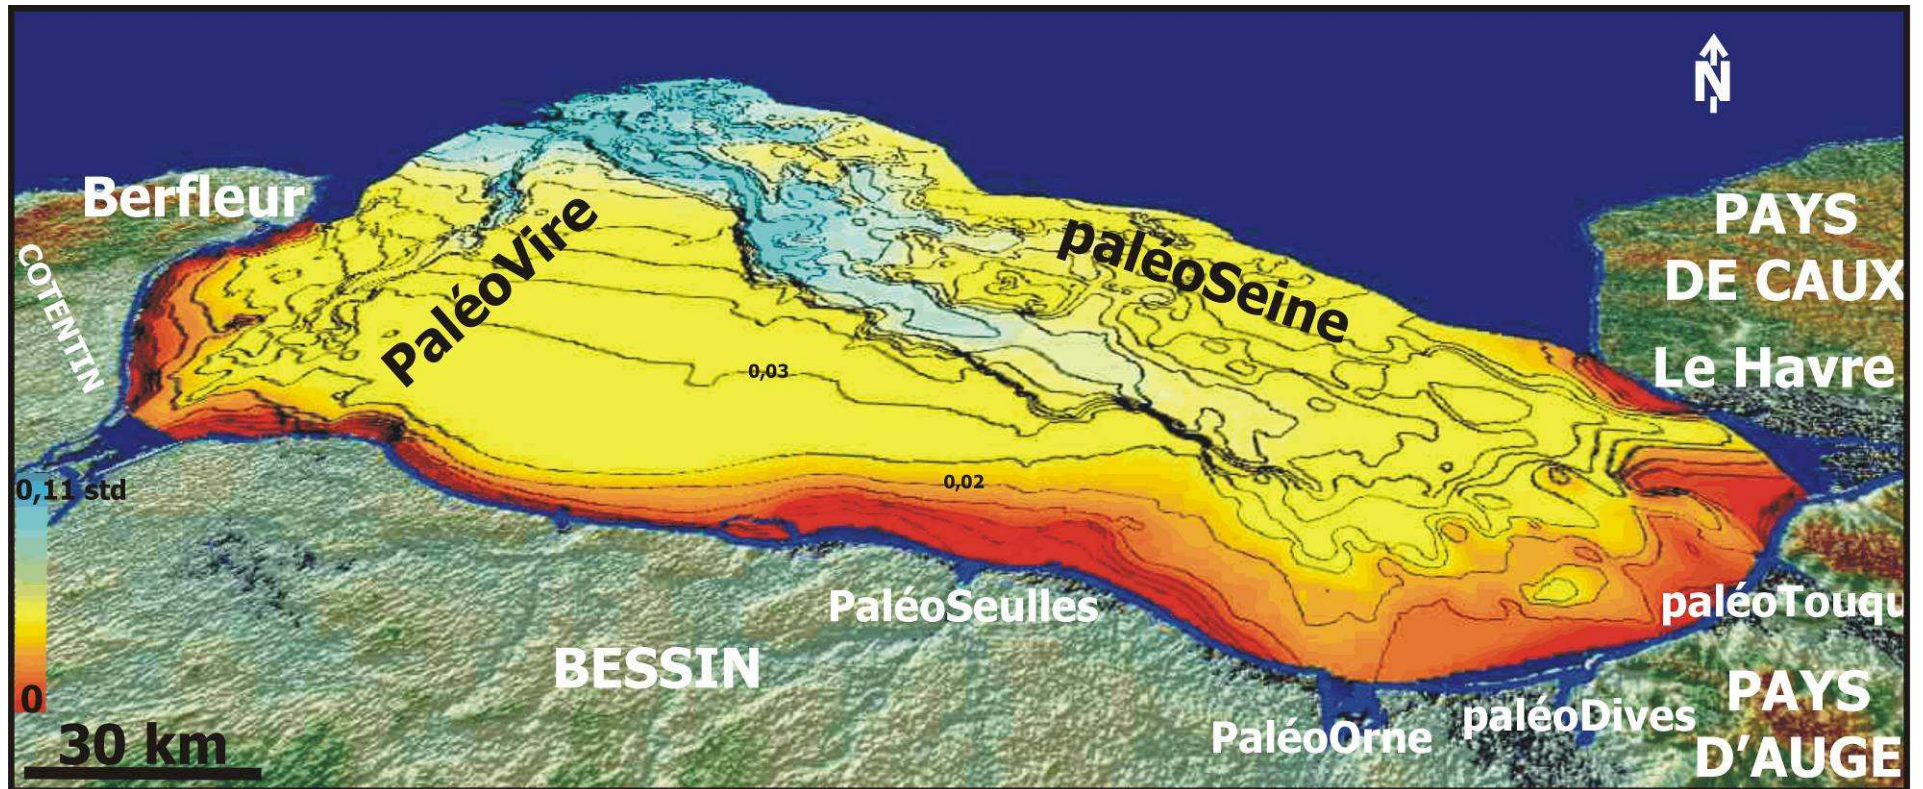 N
Berfleur
PAYS
DE CAUX
COTENTIN
PaléoVire
paléoSeine
Le Havre
0,03
0,02
0,11 std
0
30 km
PaléoSeulles
BESSIN
paléoTouqu
PaléoOrne
paléoDives
PAYS
D'AUGE